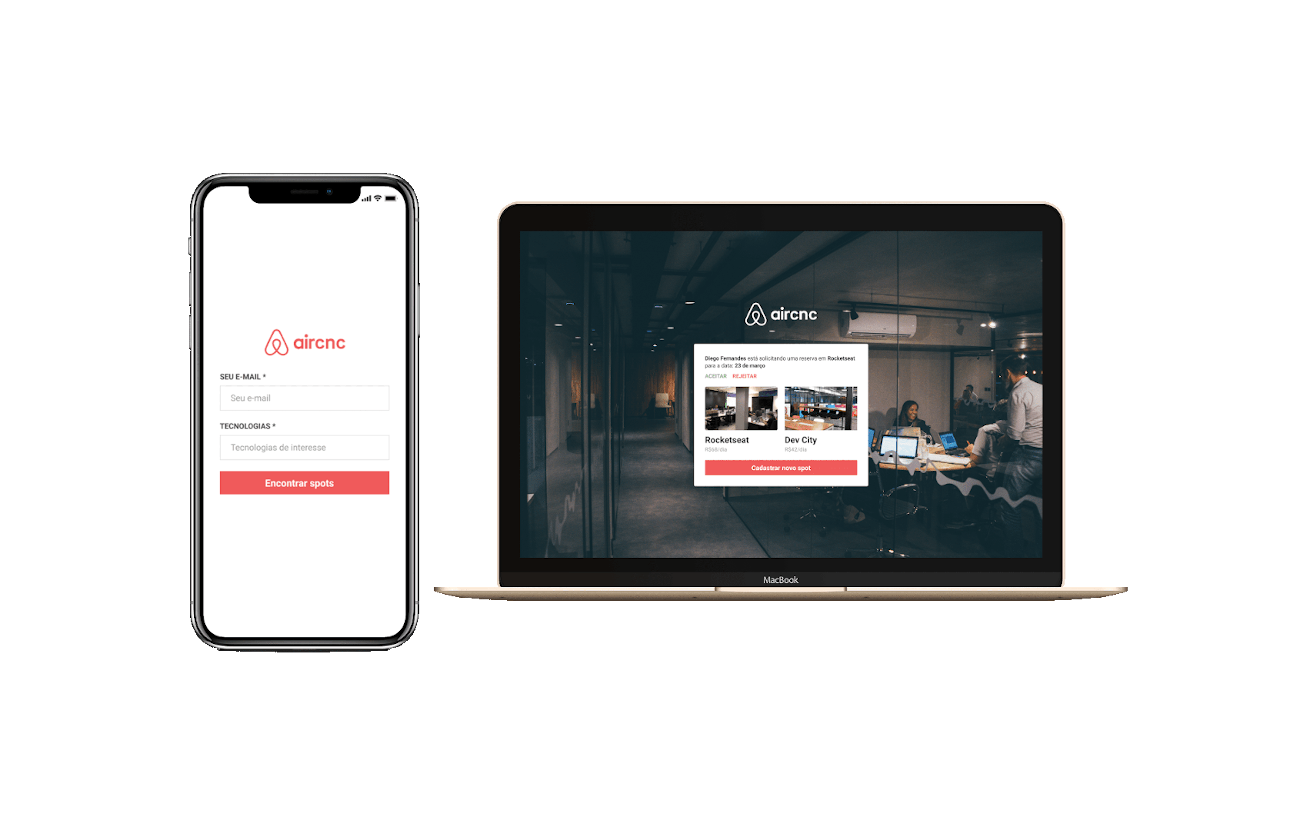 aircnc
SEU E-MAIL *
Seu e-mail
TECNOLOGIAS *
Tecnologias de interesse
Encontrar spots
aircnc
Diego Fernandes está solicitando uma reserva em Rocketseat
para a data: 23 de março
ACEITAR REJEITAR
Rocketseat Dev City
R$68/dia R$42/dia
Cadastrar novo spot
MacBook